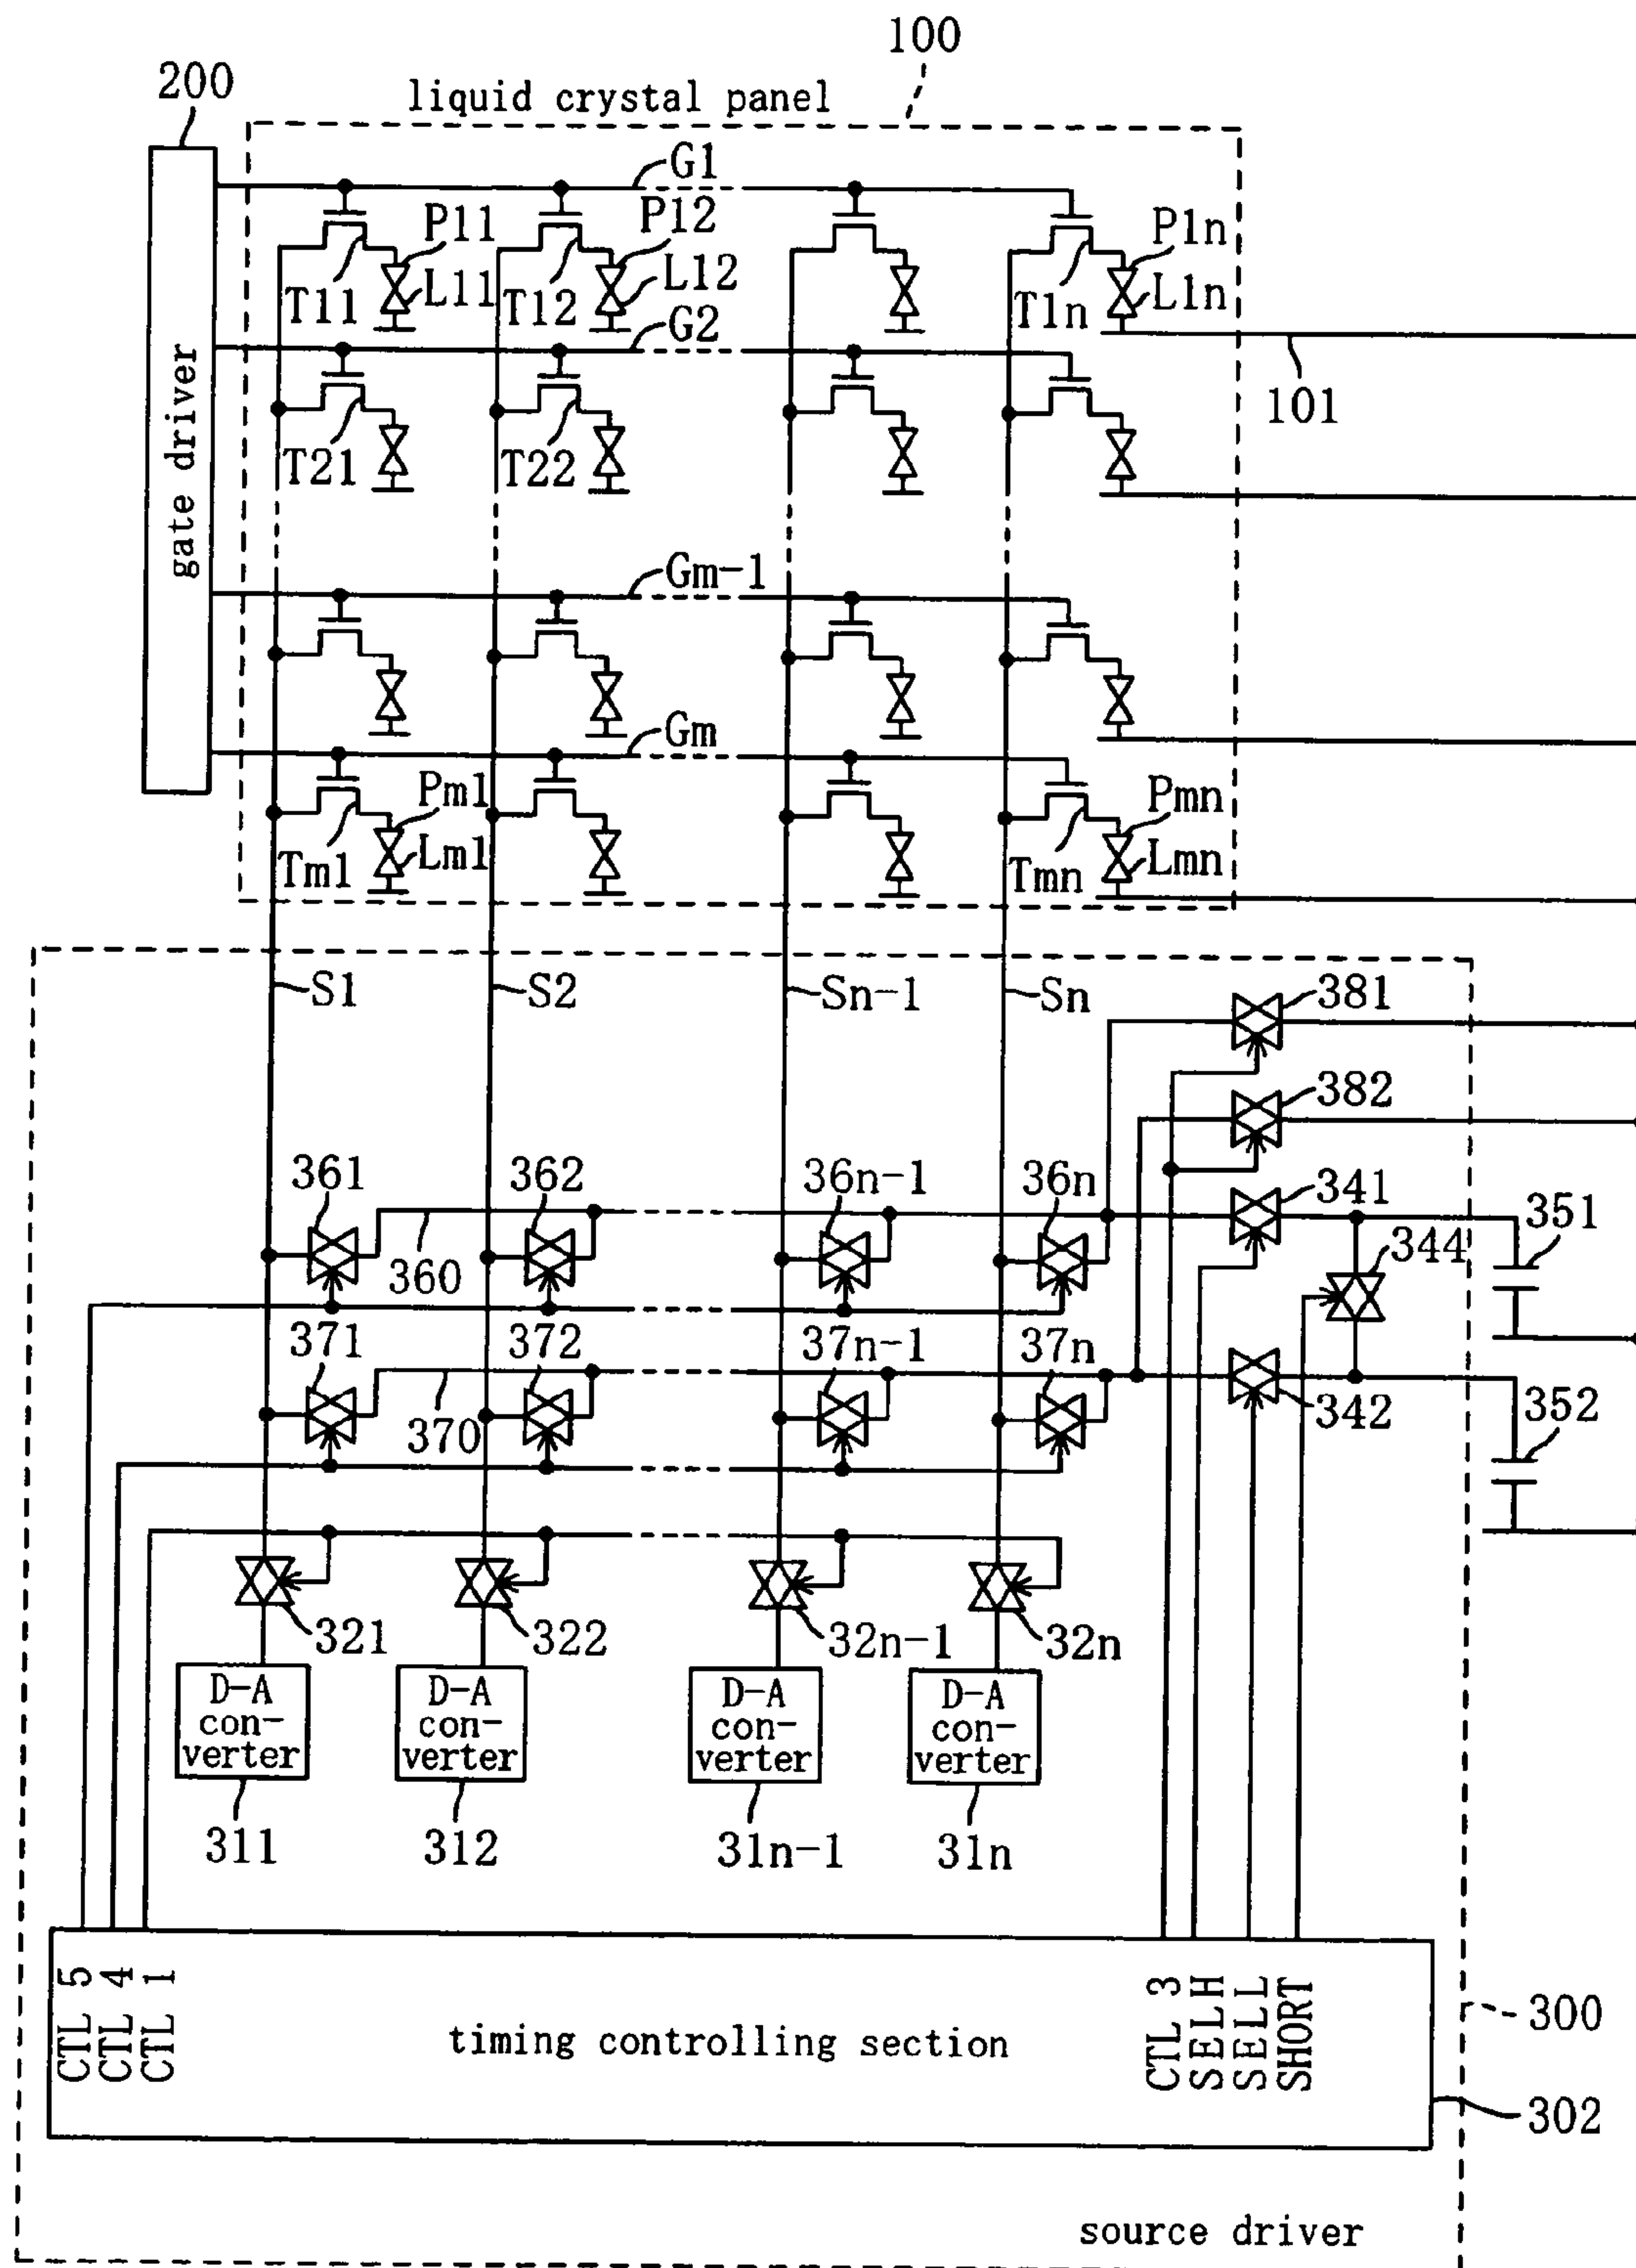 100
200
liquid crystal panel
G1
P11
P12
P1n
L11
L12
L1n
T11
T12
T1n
G2
101
gate driver
T21
T22
Gm-1
Gm
Pm1
Pmn
Tm1
Lm1
Tmn
Lmn
S1
S2
Sn-1
Sn
381
382
361
362
36n-1
36n
341
351
344
360
371
372
37n-1
37n
370
342
352
321
322
32n-1
32n
D-A
con-
verter
D-A
con-
verter
D-A
con-
verter
D-A
con-
verter
311
312
31n-1
31n
CTL 5
CTL 4
CTL 1
timing controlling section
CTL 3
SELH
SELL
SHORT
300
302
source driver